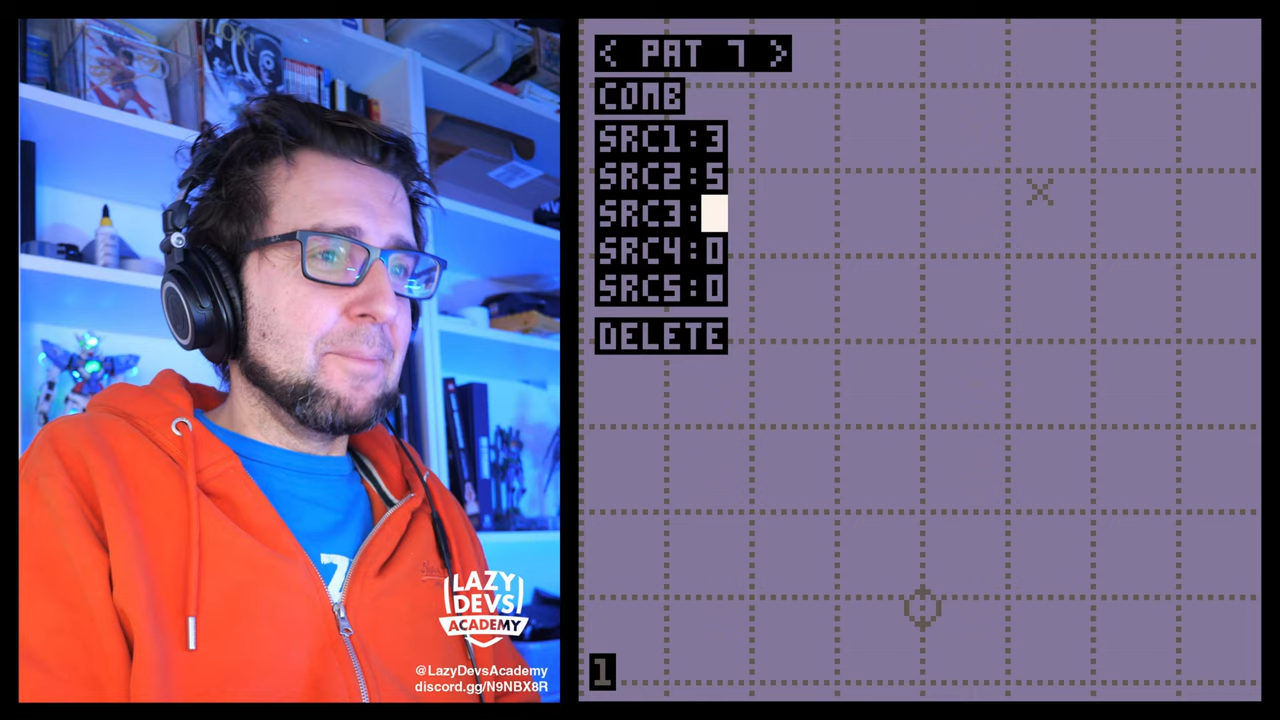 LOKI
LAZY
DEVS
ACADEMY
@LazyDevsAcademy
discord.gg/N9NBX8R
< PAT 7 >
COMB
SRC1:3
SRC2:5
SRC3:
SRC4:0
SRC5:0
DELETE
1